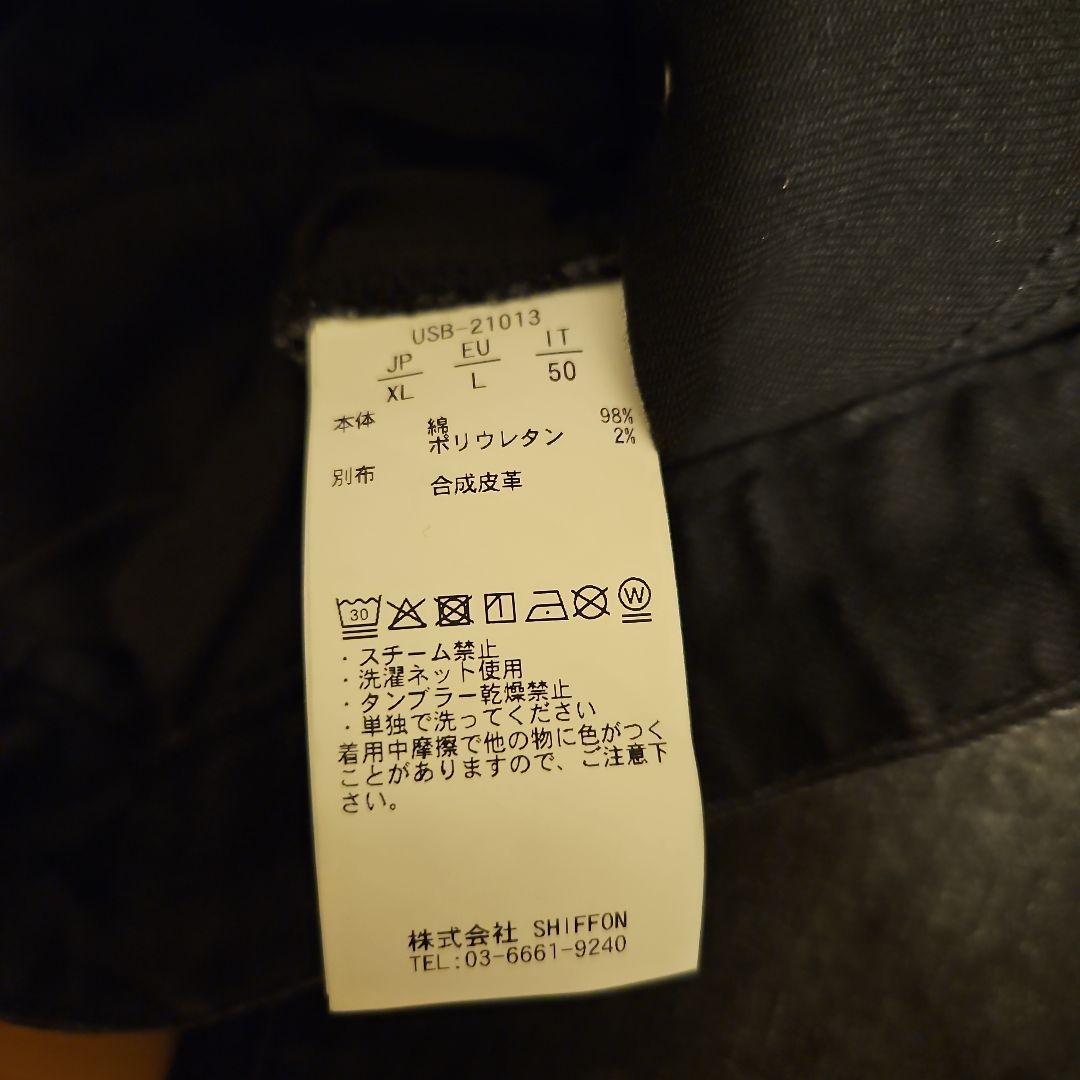 USB-21013
JP EU IT
XL L 50
本体 綿 98%
ポリウレタン 2%
別布 合成皮革
30 W
・スチーム禁止
・洗濯ネット使用
・タンブラー乾燥禁止
・単独で洗ってください
着用中摩擦で他の物に色がつく
ことがありますので、ご注意下
さい。
株式会社 SHIFFON
TEL:03-6661-9240